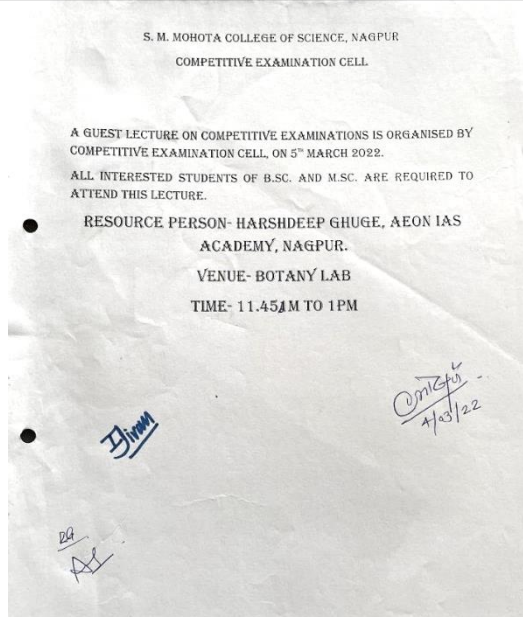 S. M. MOHOTA COLLEGE OF SCIENCE, NAGPUR
COMPETITIVE EXAMINATION CELL
A GUEST LECTURE ON COMPETITIVE EXAMINATIONS IS ORGANISED BY
COMPETITIVE EXAMINATION CELL, ON 5TH MARCH 2022.
ALL INTERESTED STUDENTS OF B.SC. AND M.SC. ARE REQUIRED TO
ATTEND THIS LECTURE.
RESOURCE PERSON- HARSHDEEP GHUGE, AEON IAS
ACADEMY, NAGPUR.
VENUE- BOTANY LAB
TIME- 11.45AM TO 1PM
4/03/22